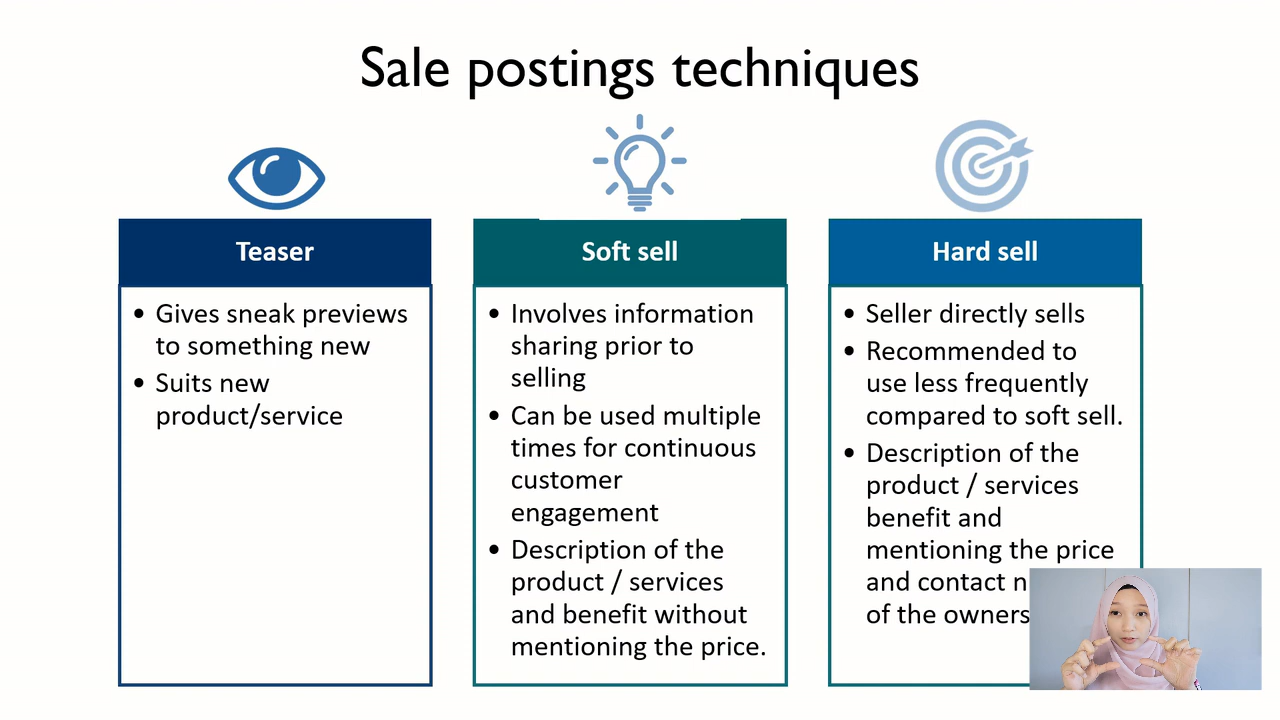 Sale postings techniques
Teaser
• Gives sneak previews
to something new
• Suits new
product/service
Soft sell
• Involves information
sharing prior to
selling
• Can be used multiple
times for continuous
customer
engagement
• Description of the
product / services
and benefit without
mentioning the price.
Hard sell
• Seller directly sells
• Recommended to
use less frequently
compared to soft sell.
• Description of the
product / services
benefit and
mentioning the price
and contact
of the owners